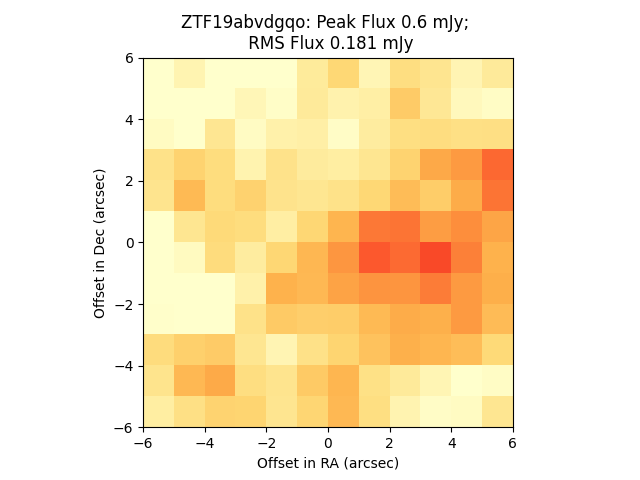 ZTF19abvdgqo: Peak Flux 0.6 mJy;
RMS Flux 0.181 mJy
6
4
2
0
−2
−4
−6
Offset in Dec (arcsec)
−6 −4 −2 0 2 4 6
Offset in RA (arcsec)